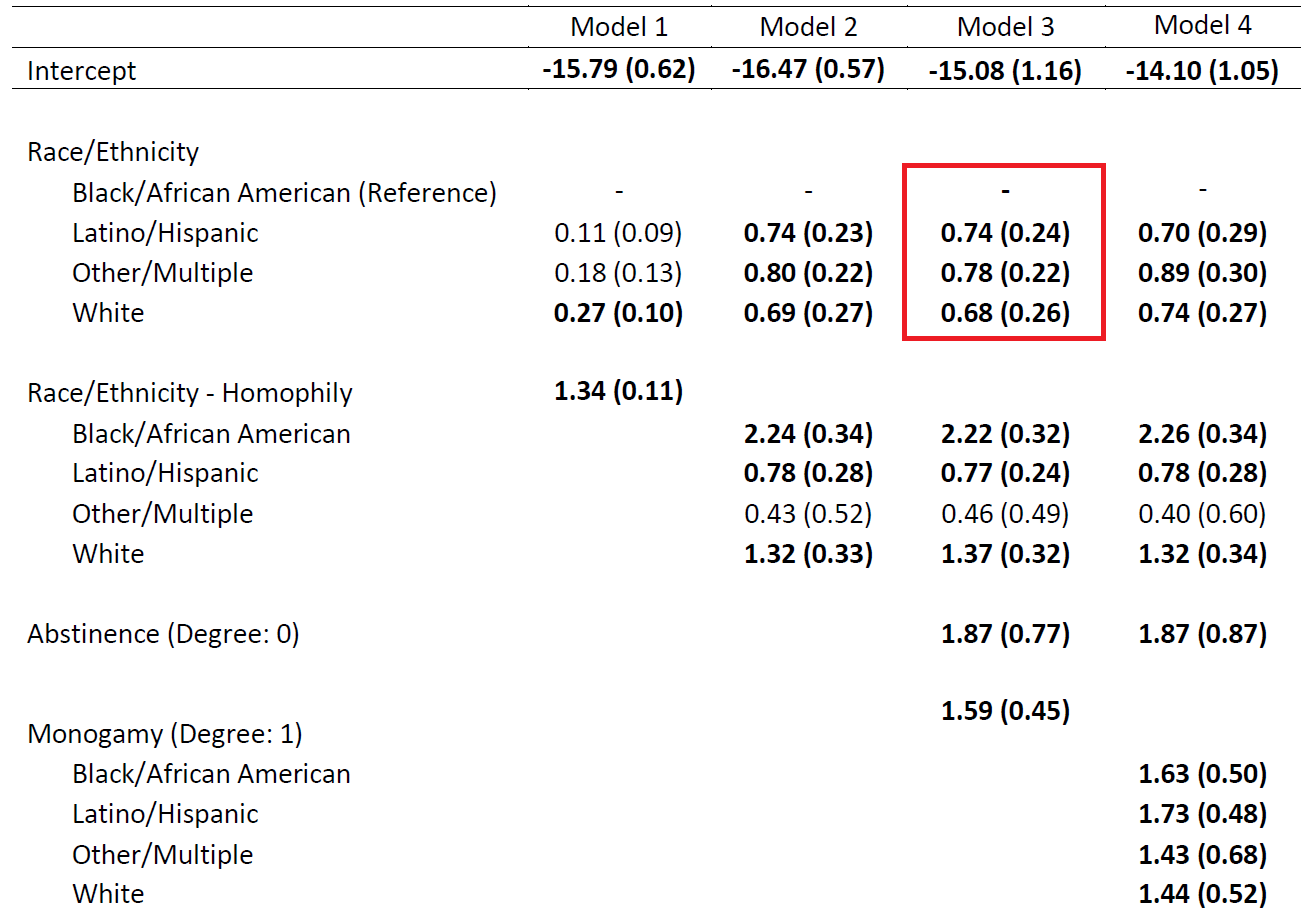 Model 1 Model 2 Model 3 Model 4
Intercept -15.79 (0.62) -16.47 (0.57) -15.08 (1.16) -14.10 (1.05)
Race/Ethnicity
Black/African American (Reference) - - - -
Latino/Hispanic 0.11 (0.09) 0.74 (0.23) 0.74 (0.24) 0.70 (0.29)
Other/Multiple 0.18 (0.13) 0.80 (0.22) 0.78 (0.22) 0.89 (0.30)
White 0.27 (0.10) 0.69 (0.27) 0.68 (0.26) 0.74 (0.27)
Race/Ethnicity - Homophily 1.34 (0.11)
Black/African American 2.24 (0.34) 2.22 (0.32) 2.26 (0.34)
Latino/Hispanic 0.78 (0.28) 0.77 (0.24) 0.78 (0.28)
Other/Multiple 0.43 (0.52) 0.46 (0.49) 0.40 (0.60)
White 1.32 (0.33) 1.37 (0.32) 1.32 (0.34)
Abstinence (Degree: 0) 1.87 (0.77) 1.87 (0.87)
1.59 (0.45)
Monogamy (Degree: 1)
Black/African American 1.63 (0.50)
Latino/Hispanic 1.73 (0.48)
Other/Multiple 1.43 (0.68)
White 1.44 (0.52)